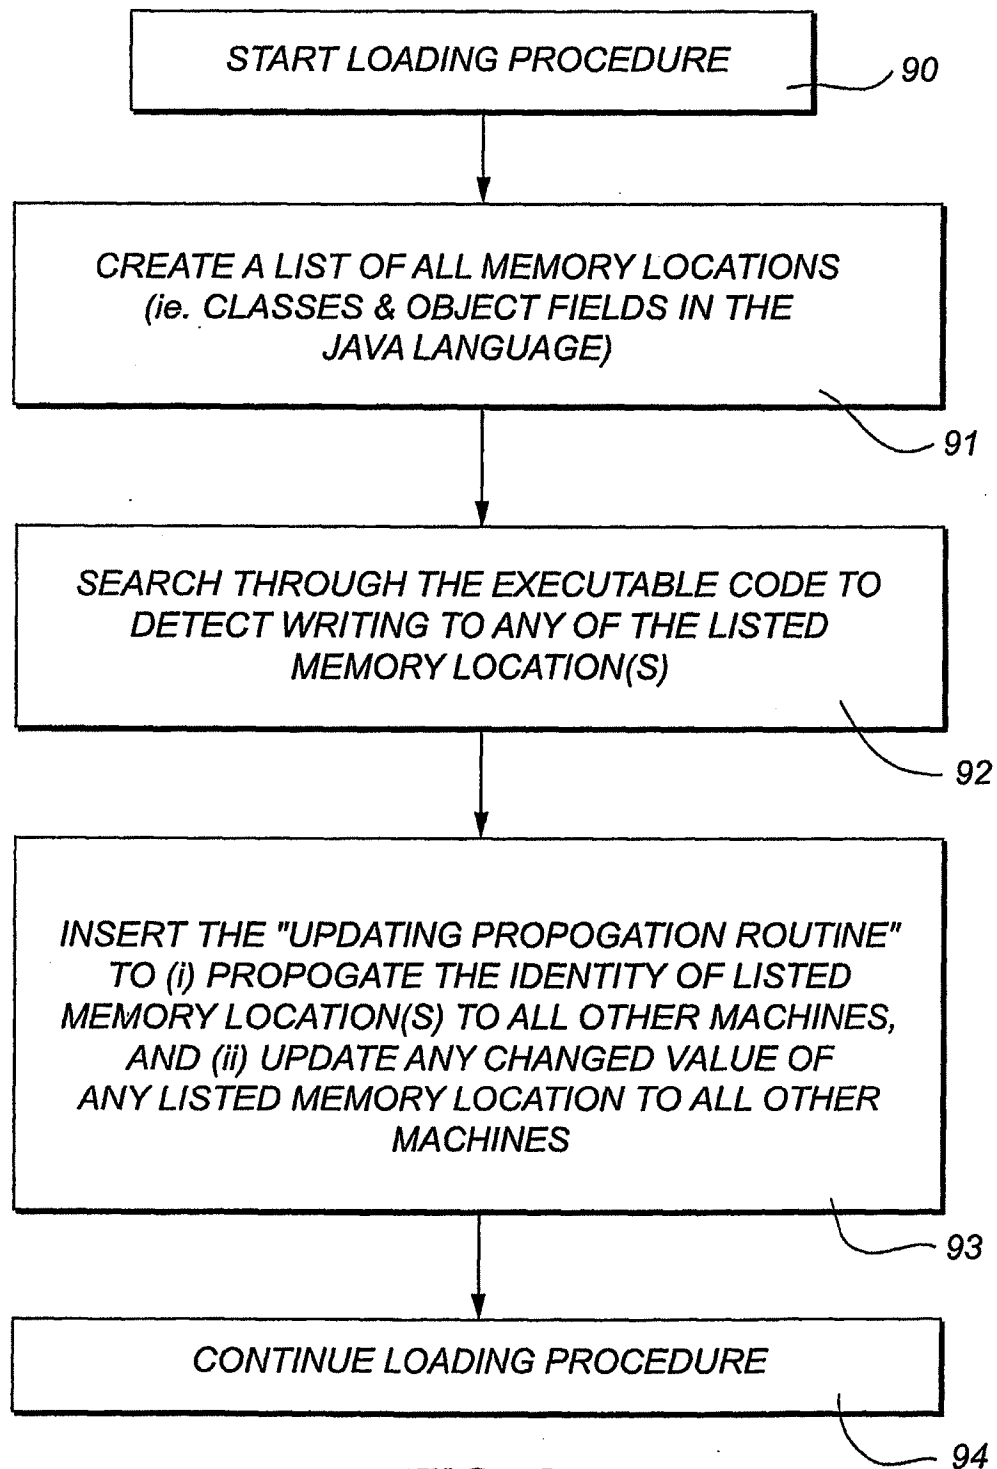 START LOADING PROCEDURE
90
CREATE A LIST OF ALL MEMORY LOCATIONS
(ie. CLASSES & OBJECT FIELDS IN THE
JAVA LANGUAGE)
91
SEARCH THROUGH THE EXECUTABLE CODE TO
DETECT WRITING TO ANY OF THE LISTED
MEMORY LOCATION(S)
92
INSERT THE "UPDATING PROPOGATION ROUTINE"
TO (i) PROPOGATE THE IDENTITY OF LISTED
MEMORY LOCATION(S) TO ALL OTHER MACHINES,
AND (ii) UPDATE ANY CHANGED VALUE OF
ANY LISTED MEMORY LOCATION TO ALL OTHER
MACHINES
93
CONTINUE LOADING PROCEDURE
94